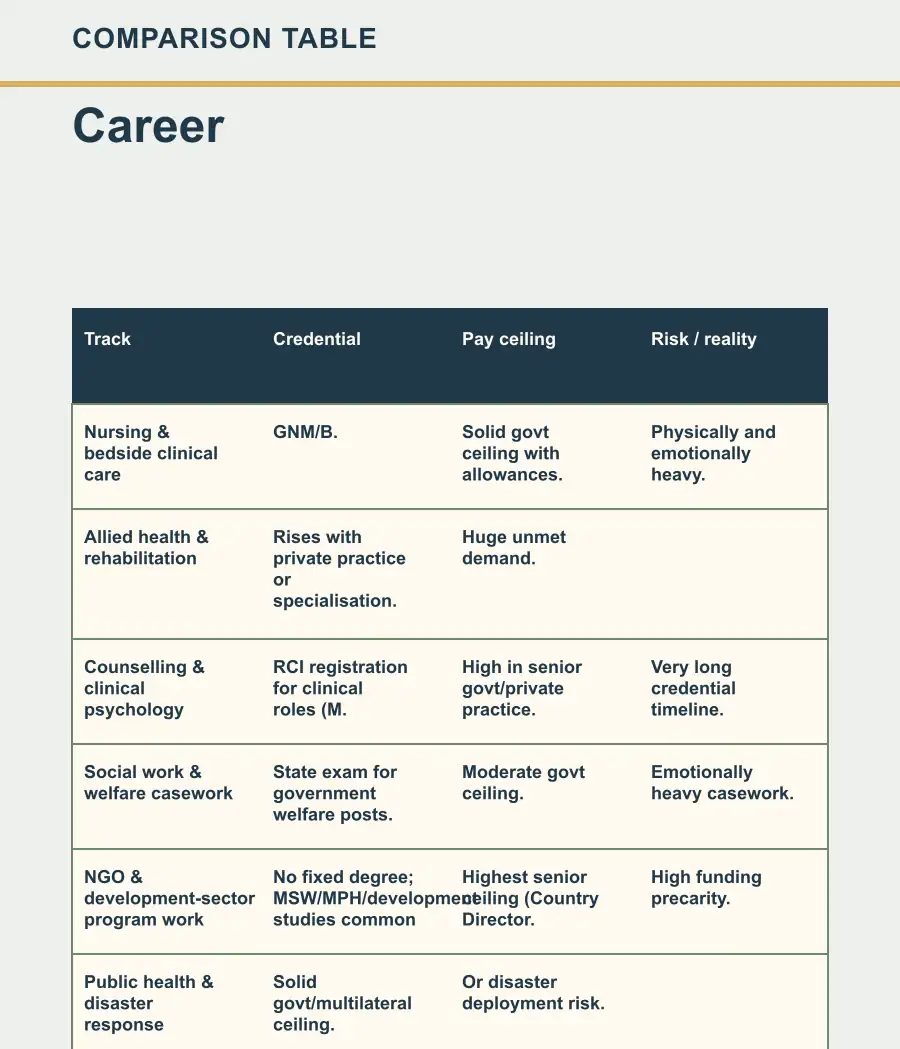 COMPARISON TABLE
Career
Track
Credential
Pay ceiling
Risk / reality
Nursing &
bedside clinical
care
GNM/B.
Solid govt
ceiling with
allowances.
Physically and
emotionally
heavy.
Allied health &
rehabilitation
Rises with
private practice
or
specialisation.
Huge unmet
demand.
Counselling &
clinical
psychology
RCI registration
for clinical
roles (M.
High in senior
govt/private
practice.
Very long
credential
timeline.
Social work &
welfare casework
State exam for
government
welfare posts.
Moderate govt
ceiling.
Emotionally
heavy casework.
NGO &
development-sector
program work
No fixed degree;
MSW/MPH/development
studies common
Highest senior
ceiling (Country
Director.
High funding
precarity.
Public health &
disaster
response
Solid
govt/multilateral
ceiling.
Or disaster
deployment risk.